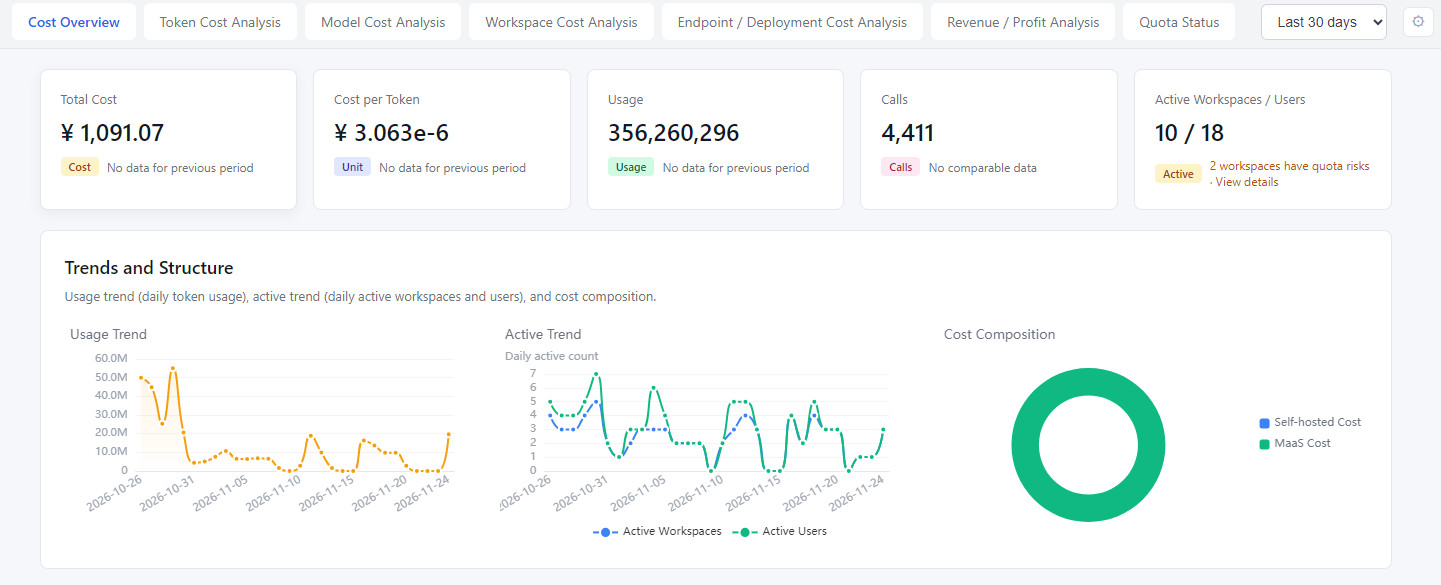 Cost Overview
Token Cost Analysis
Model Cost Analysis
Workspace Cost Analysis
Endpoint / Deployment Cost Analysis
Revenue / Profit Analysis
Quota Status
Last 30 days
Total Cost
¥ 1,091.07
Cost No data for previous period
Cost per Token
¥ 3.063e-6
Unit No data for previous period
Usage
356,260,296
Usage No data for previous period
Calls
4,411
Calls No comparable data
Active Workspaces / Users
10 / 18
Active
2 workspaces have quota risks
· View details
Trends and Structure
Usage trend (daily token usage), active trend (daily active workspaces and users), and cost composition.
Usage Trend
60.0M
50.0M
40.0M
30.0M
20.0M
10.0M
0
2026-10-26
2026-10-31
2026-11-05
2026-11-10
2026-11-15
2026-11-20
2026-11-24
Active Trend
Daily active count
7
6
5
4
3
2
1
0
2026-10-26
2026-10-31
2026-11-05
2026-11-10
2026-11-15
2026-11-20
2026-11-24
Active Workspaces
Active Users
Cost Composition
Self-hosted Cost
MaaS Cost